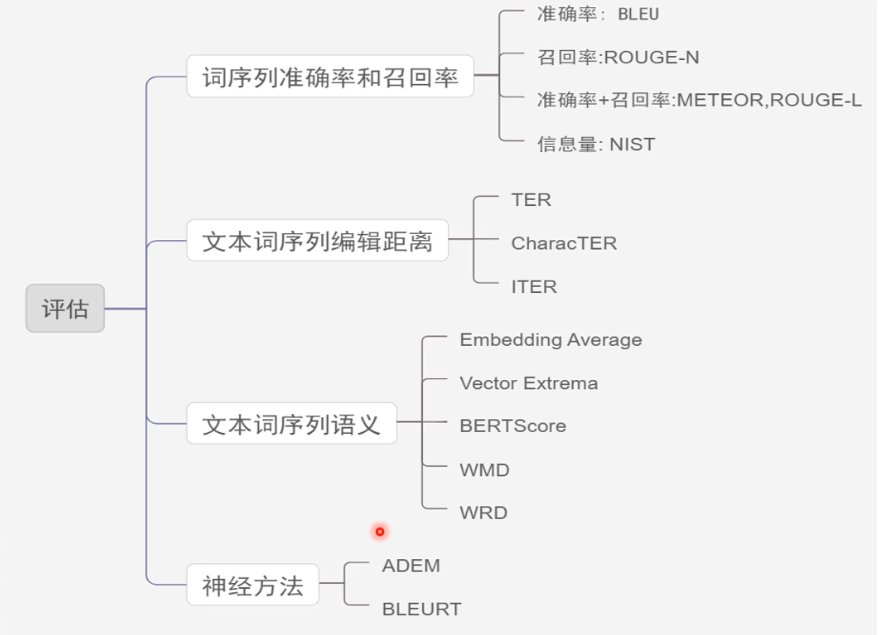 评估
词序列准确率和召回率
准确率: BLEU
召回率:ROUGE-N
准确率+召回率:METEOR,ROUGE-L
信息量: NIST
文本词序列编辑距离
TER
CharacTER
ITER
文本词序列语义
Embedding Average
Vector Extrema
BERTScore
WMD
WRD
神经方法
ADEM
BLEURT